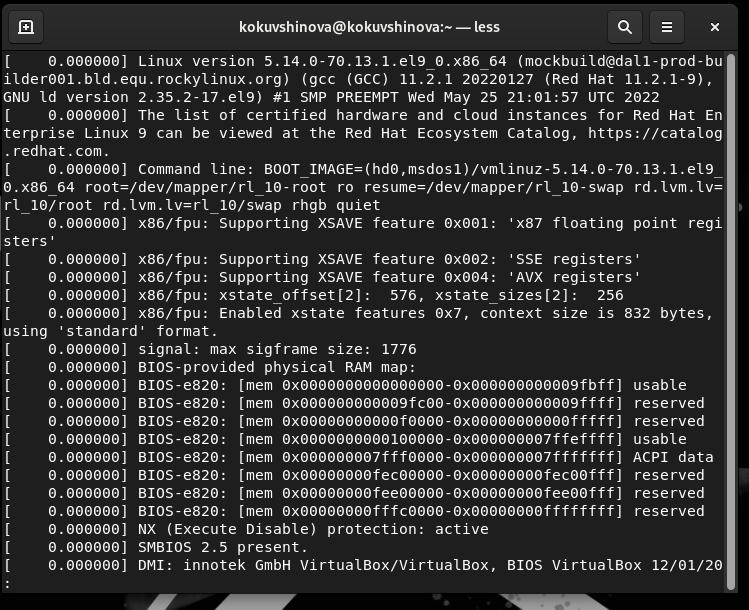 kokuvshinova@kokuvshinova:~ — less
[    0.000000] Linux version 5.14.0-70.13.1.el9_0.x86_64 (mockbuild@dal1-prod-bu
ilder001.bld.equ.rockylinux.org) (gcc (GCC) 11.2.1 20220127 (Red Hat 11.2.1-9),
GNU ld version 2.35.2-17.el9) #1 SMP PREEMPT Wed May 25 21:01:57 UTC 2022
[    0.000000] The list of certified hardware and cloud instances for Red Hat En
terprise Linux 9 can be viewed at the Red Hat Ecosystem Catalog, https://catalog
.redhat.com.
[    0.000000] Command line: BOOT_IMAGE=(hd0,msdos1)/vmlinuz-5.14.0-70.13.1.el9_
0.x86_64 root=/dev/mapper/rl_10-root ro resume=/dev/mapper/rl_10-swap rd.lvm.lv=
rl_10/root rd.lvm.lv=rl_10/swap rhgb quiet
[    0.000000] x86/fpu: Supporting XSAVE feature 0x001: 'x87 floating point regi
sters'
[    0.000000] x86/fpu: Supporting XSAVE feature 0x002: 'SSE registers'
[    0.000000] x86/fpu: Supporting XSAVE feature 0x004: 'AVX registers'
[    0.000000] x86/fpu: xstate_offset[2]:  576, xstate_sizes[2]:  256
[    0.000000] x86/fpu: Enabled xstate features 0x7, context size is 832 bytes,
using 'standard' format.
[    0.000000] signal: max sigframe size: 1776
[    0.000000] BIOS-provided physical RAM map:
[    0.000000] BIOS-e820: [mem 0x0000000000000000-0x000000000009fbff] usable
[    0.000000] BIOS-e820: [mem 0x000000000009fc00-0x000000000009ffff] reserved
[    0.000000] BIOS-e820: [mem 0x00000000000f0000-0x00000000000fffff] reserved
[    0.000000] BIOS-e820: [mem 0x0000000000100000-0x000000007ffeffff] usable
[    0.000000] BIOS-e820: [mem 0x000000007fff0000-0x000000007fffffff] ACPI data
[    0.000000] BIOS-e820: [mem 0x00000000fec00000-0x00000000fec00fff] reserved
[    0.000000] BIOS-e820: [mem 0x00000000fee00000-0x00000000fee00fff] reserved
[    0.000000] BIOS-e820: [mem 0x00000000fffc0000-0x00000000ffffffff] reserved
[    0.000000] NX (Execute Disable) protection: active
[    0.000000] SMBIOS 2.5 present.
[    0.000000] DMI: innotek GmbH VirtualBox/VirtualBox, BIOS VirtualBox 12/01/20
: